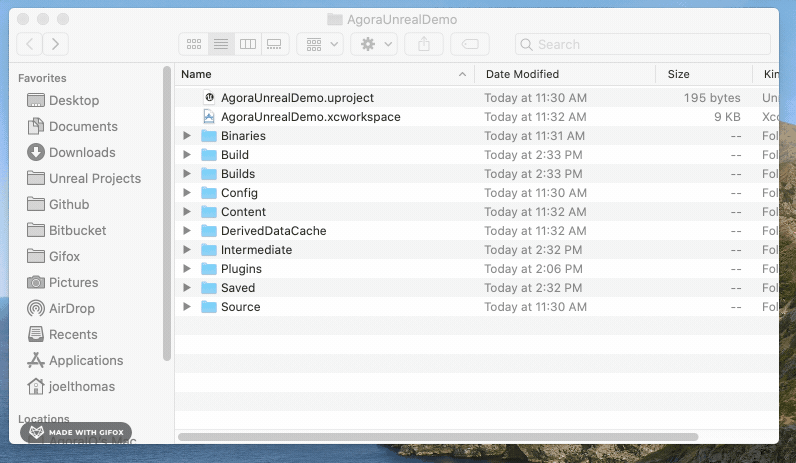 AgoraUnrealDemo
Search
Favorites
Desktop
Documents
Downloads
Unreal Projects
Github
Bitbucket
Gifox
Pictures
AirDrop
Recents
Applications
joelthomas
Locations
AgoraIO's Mac
MADE WITH GIFOX
Name Date Modified Size Kin
AgoraUnrealDemo.uproject Today at 11:30 AM 195 bytes Un
AgoraUnrealDemo.xcworkspace Today at 11:32 AM 9 KB Xco
Binaries Today at 11:31 AM -- Fol
Build Today at 2:33 PM -- Fol
Builds Today at 2:33 PM -- Fol
Config Today at 11:30 AM -- Fol
Content Today at 11:32 AM -- Fol
DerivedDataCache Today at 11:32 AM -- Fol
Intermediate Today at 2:32 PM -- Fol
Plugins Today at 2:06 PM -- Fol
Saved Today at 2:32 PM -- Fol
Source Today at 11:30 AM -- Fol